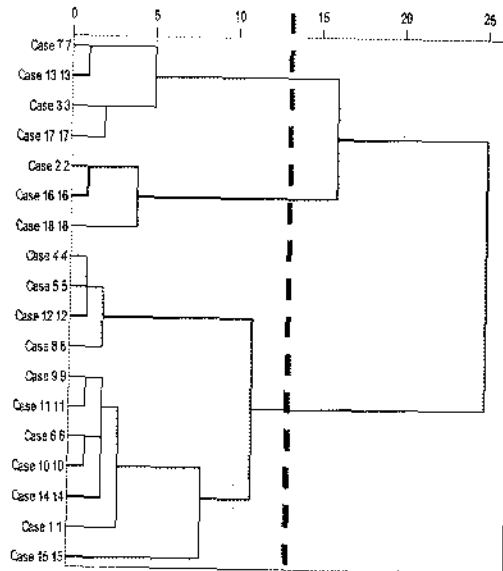 0 5 10 15 20 25
Case 7 7
Case 13 13
Case 3 3
Case 17 17
Case 2 2
Case 16 16
Case 18 18
Case 4 4
Case 5 5
Case 12 12
Case 8 8
Case 9 9
Case 11 11
Case 6 6
Case 10 10
Case 14 14
Case 1 1
Case 15 15